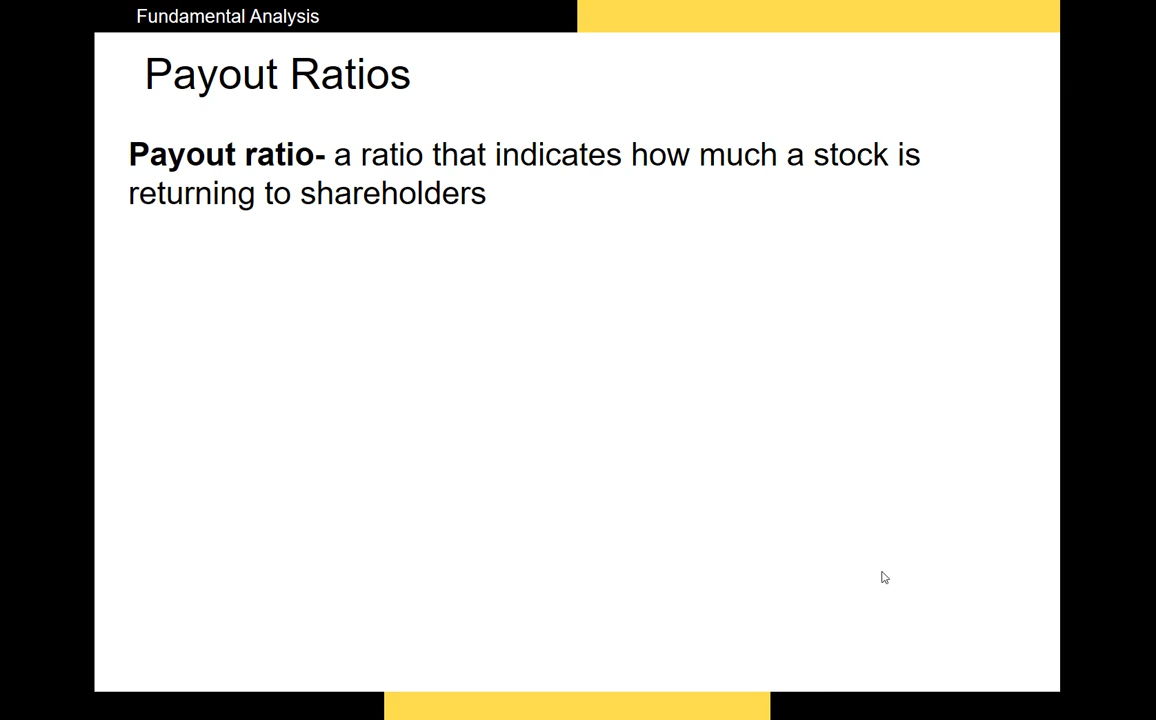 Fundamental Analysis
Payout Ratios
Payout ratio- a ratio that indicates how much a stock is
returning to shareholders